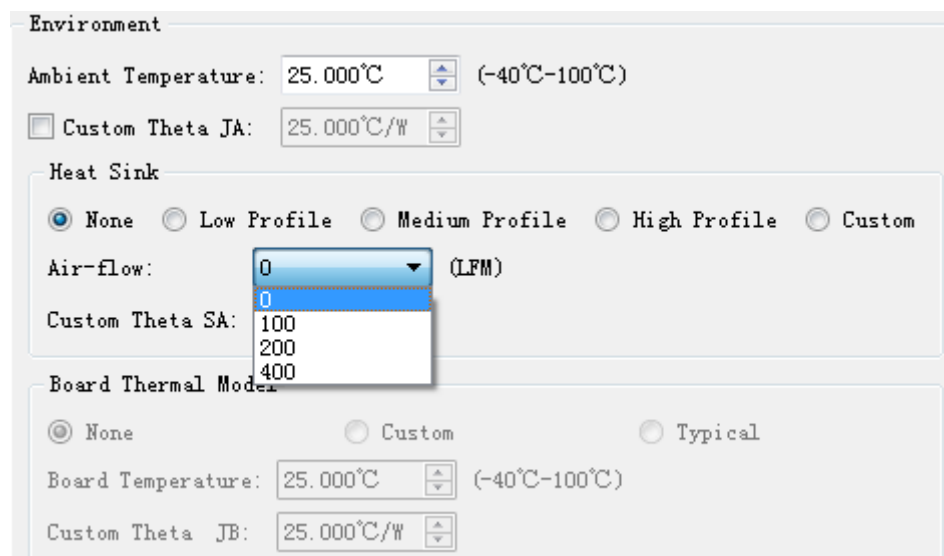 Environment
Ambient Temperature: 25.000℃ (-40℃-100℃)
Custom Theta JA: 25.000℃/W
Heat Sink
None Low Profile Medium Profile High Profile Custom
Air-flow: 0 (LFM)
0
Custom Theta SA: 100
200
400
Board Thermal Model
None Custom Typical
Board Temperature: 25.000℃ (-40℃-100℃)
Custom Theta JB: 25.000℃/W